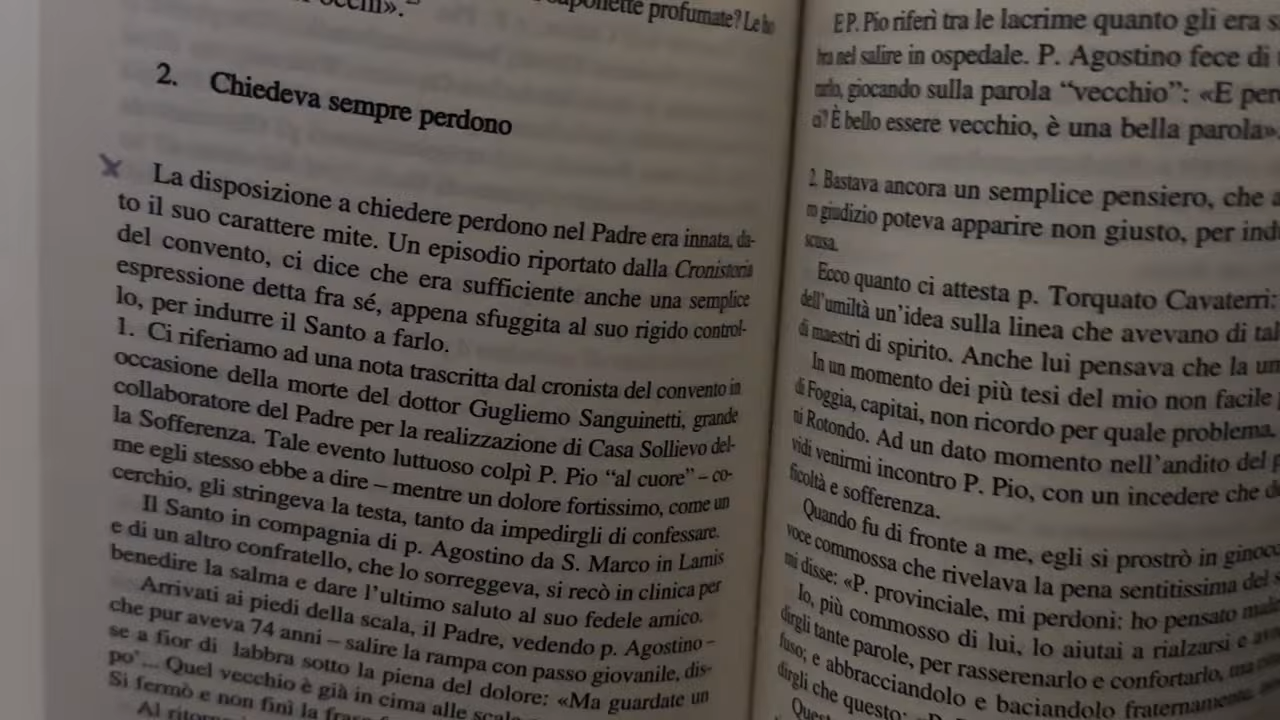 profumate? Le ho
2. Chiedeva sempre perdono
La disposizione a chiedere perdono nel Padre era innata, da-
to il suo carattere mite. Un episodio riportato dalla Cronistoria
del convento, ci dice che era sufficiente anche una semplice
espressione detta fra sé, appena sfuggita al suo rigido control-
lo, per indurre il Santo a farlo.
1. Ci riferiamo ad una nota trascritta dal cronista del convento in
occasione della morte del dottor Gugliemo Sanguinetti, grande
collaboratore del Padre per la realizzazione di Casa Sollievo del-
la Sofferenza. Tale evento luttuoso colpì P. Pio “al cuore” – co-
me egli stesso ebbe a dire – mentre un dolore fortissimo, come un
cerchio, gli stringeva la testa, tanto da impedirgli di confessare.
Il Santo in compagnia di p. Agostino da S. Marco in Lamis
e di un altro confratello, che lo sorreggeva, si recò in clinica per
benedire la salma e dare l’ultimo saluto al suo fedele amico.
Arrivati ai piedi della scala, il Padre, vedendo p. Agostino –
che pur aveva 74 anni – salire la rampa con passo giovanile, dis-
se a fior di labbra sotto la piena del dolore: «Ma guardate un
po’... Quel vecchio è già in cima alle
Si fermò e non finì la
E P. Pio riferì tra le lacrime quanto gli era
nel salire in ospedale. P. Agostino fece di
giocando sulla parola “vecchio”: «E
È bello essere vecchio, è una bella parola»
2. Bastava ancora un semplice pensiero, che
giudizio poteva apparire non giusto, per
scusa.
Ecco quanto ci attesta p. Torquato Cavaterri:
dell’umiltà un’idea sulla linea che avevano di
di maestri di spirito. Anche lui pensava che la
In un momento dei più tesi del mio non facile
di Foggia, capitai, non ricordo per quale problema,
ni Rotondo. Ad un dato momento nell’andito del
vidi venirmi incontro P. Pio, con un incedere che
ficoltà e sofferenza.
Quando fu di fronte a me, egli si prostrò in
voce commossa che rivelava la pena sentitissima del
mi disse: «P. provinciale, mi perdoni: ho pensato
Io, più commosso di lui, lo aiutai a rialzarsi e
dirgli tante parole, per rasserenarlo e confortarlo, ma
fuso; e abbracciandolo e baciandolo fraternamente,
dirgli che questo: